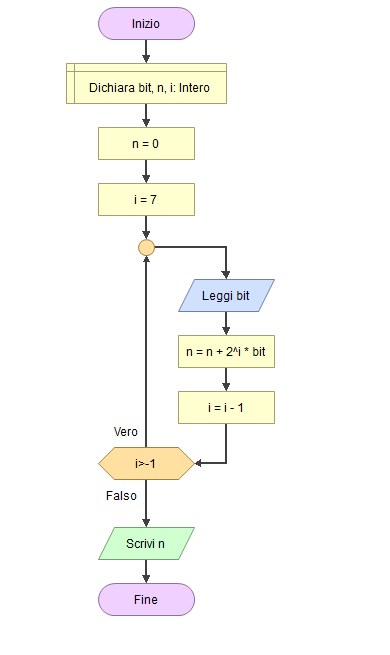 Inizio
Dichiara bit, n, i: Intero
n = 0
i = 7
Leggi bit
n = n + 2^i * bit
i = i - 1
Vero
i>-1
Falso
Scrivi n
Fine